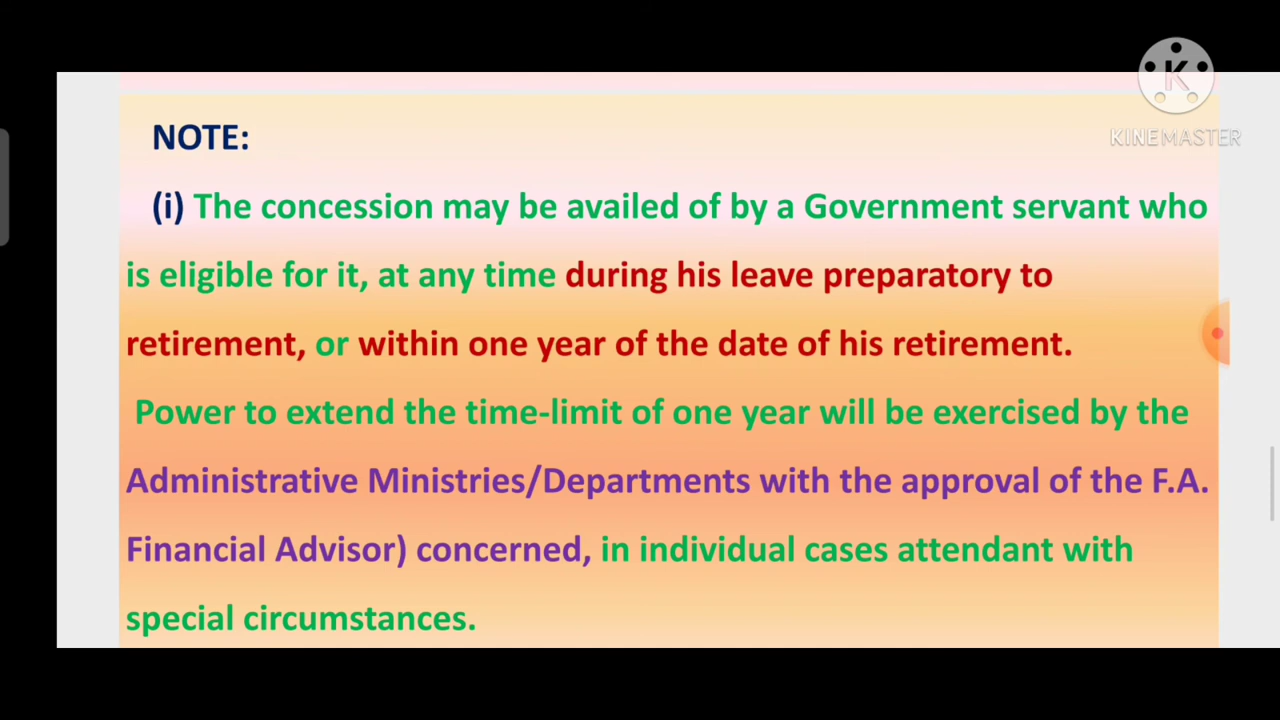 K
KINEMASTER
NOTE:
(i) The concession may be availed of by a Government servant who
is eligible for it, at any time during his leave preparatory to
retirement, or within one year of the date of his retirement.
Power to extend the time-limit of one year will be exercised by the
Administrative Ministries/Departments with the approval of the F.A.
Financial Advisor) concerned, in individual cases attendant with
special circumstances.